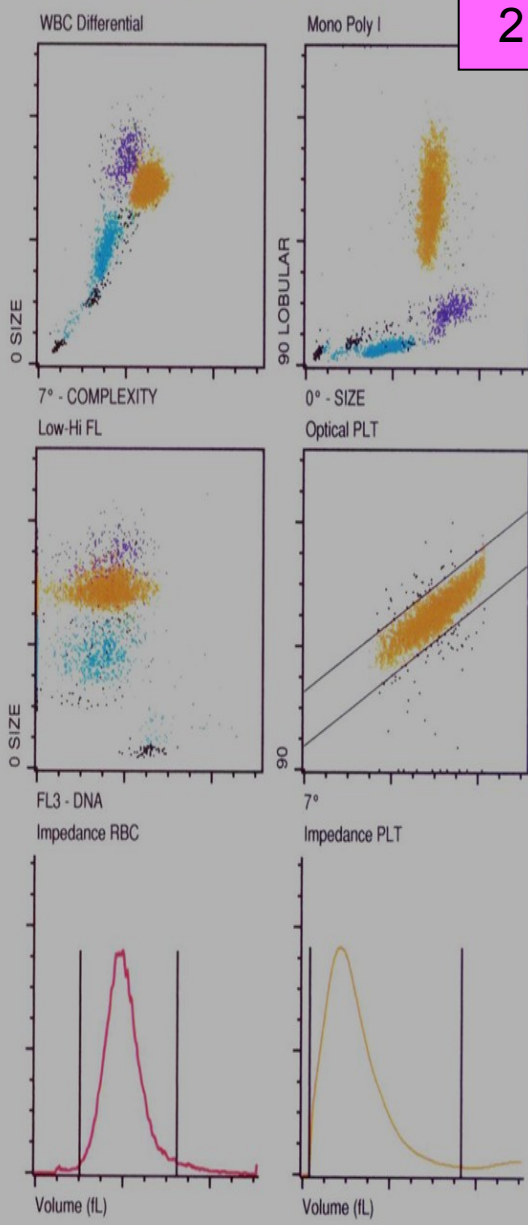 2
WBC Differential
Mono Poly I
0 SIZE
90 LOBULAR
7° - COMPLEXITY
0° - SIZE
Low-Hi FL
Optical PLT
0 SIZE
90
FL3 - DNA
7°
Impedance RBC
Impedance PLT
Volume (fL)
Volume (fL)